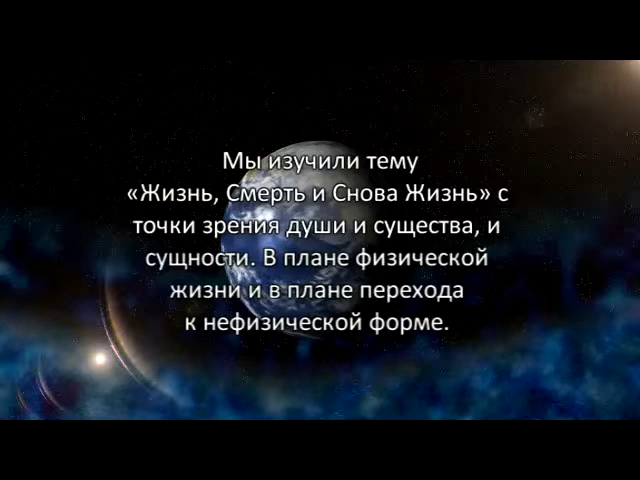 Мы изучили тему
«Жизнь, Смерть и Снова Жизнь» с
точки зрения души и существа, и
сущности. В плане физической
жизни и в плане перехода
к нефизической форме.